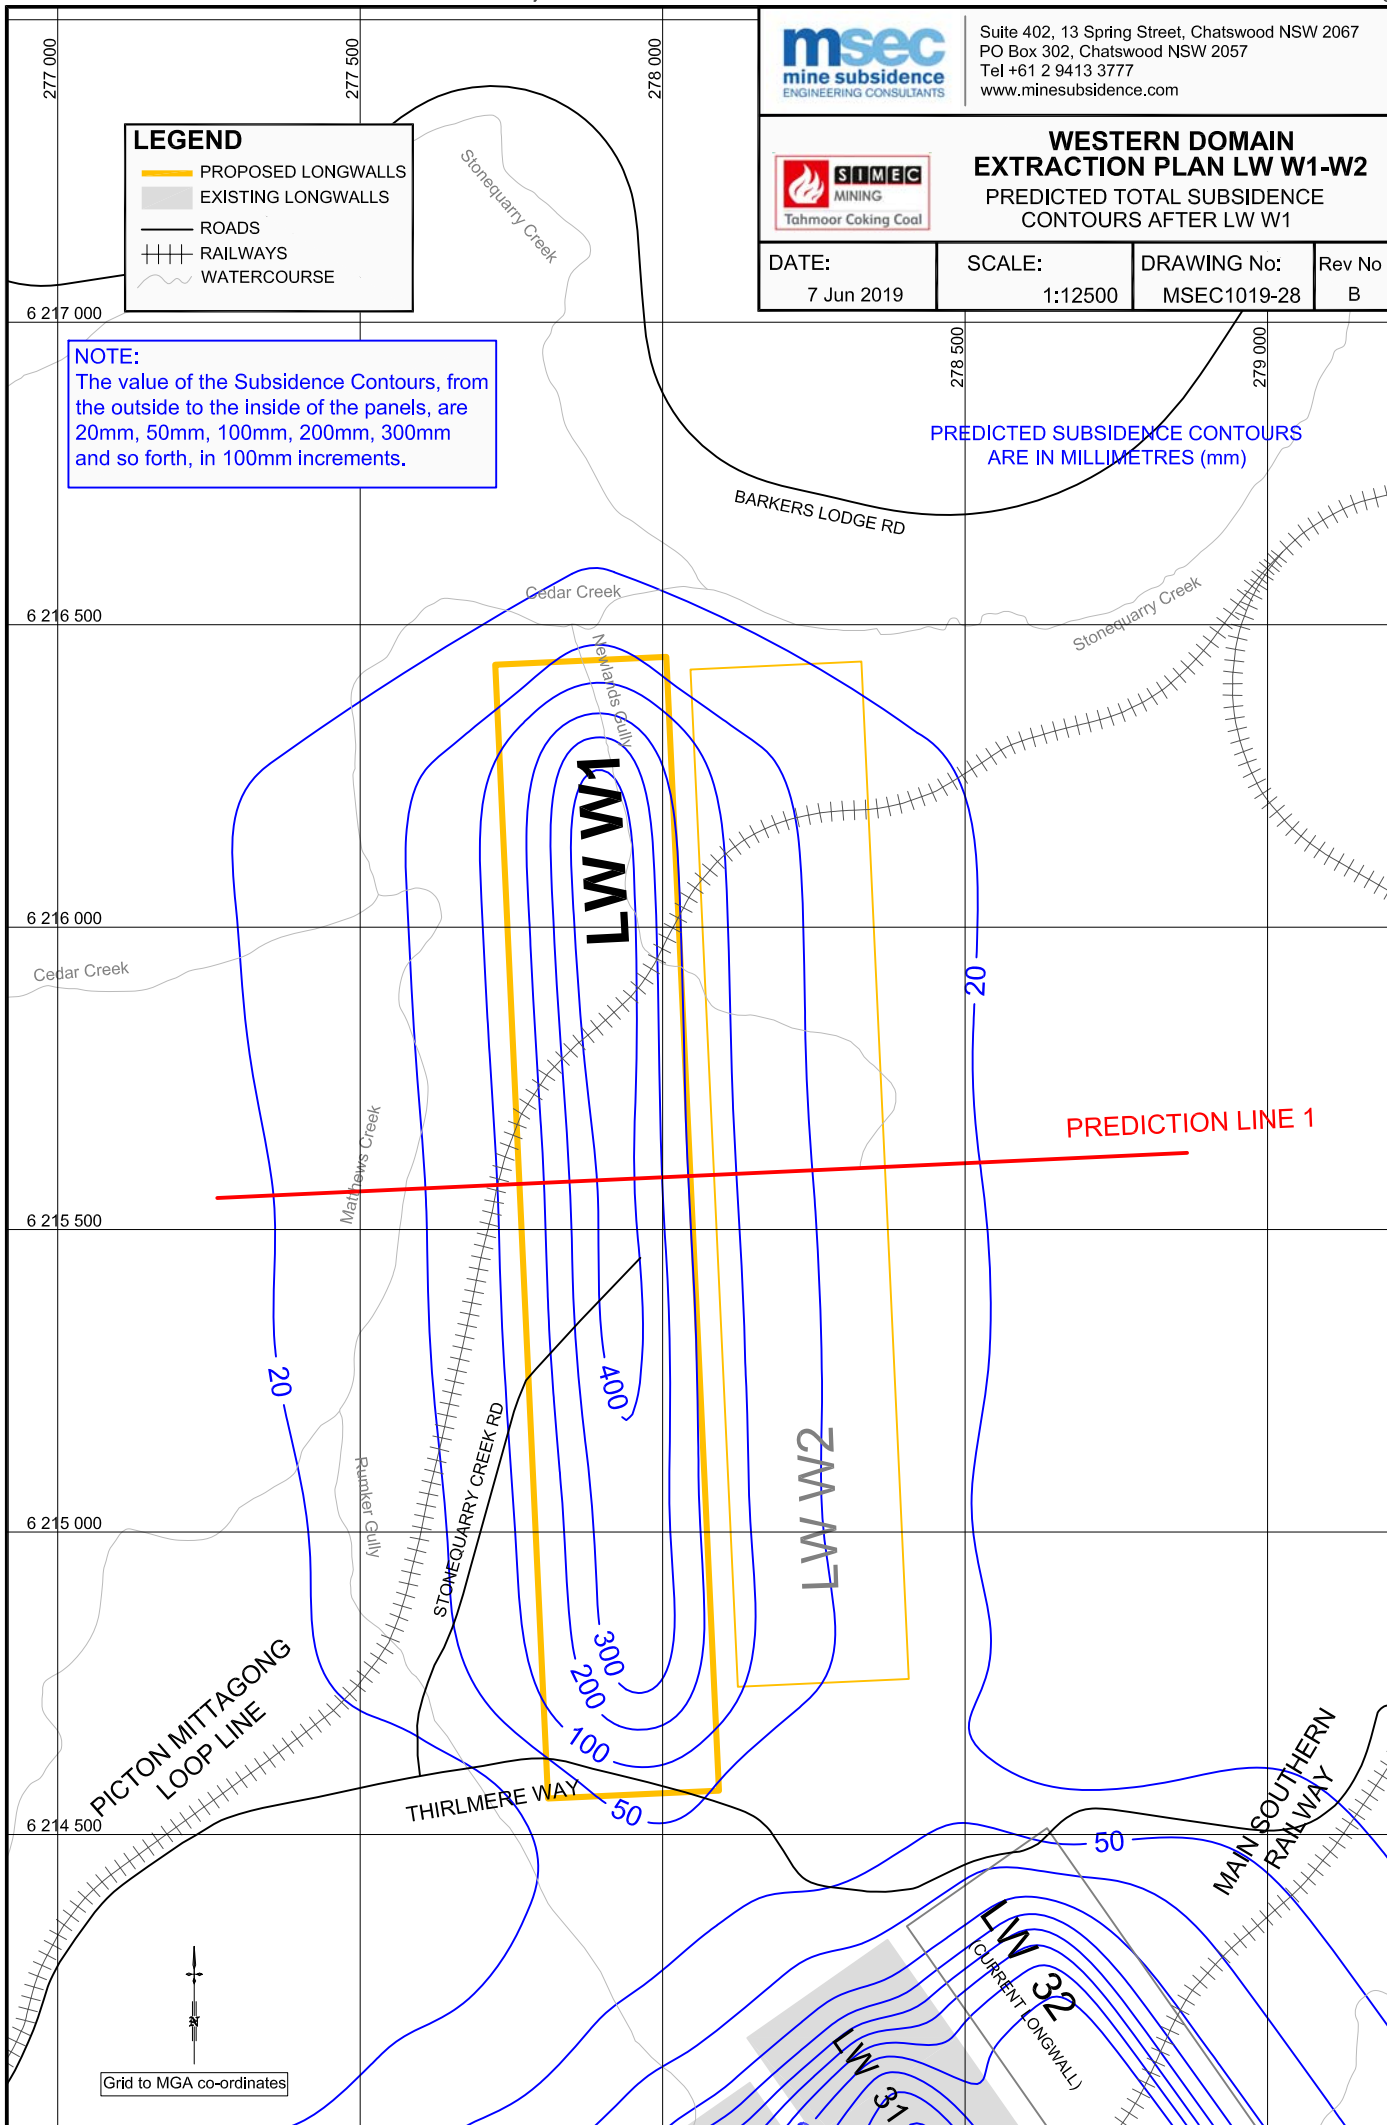 msec
mine subsidence
ENGINEERING CONSULTANTS
Suite 402, 13 Spring Street, Chatswood NSW 2067
PO Box 302, Chatswood NSW 2057
Tel +61 2 9413 3777
www.minesubsidence.com
SIMEC
MINING
Tahmoor Coking Coal
WESTERN DOMAIN
EXTRACTION PLAN LW W1-W2
PREDICTED TOTAL SUBSIDENCE
CONTOURS AFTER LW W1
DATE:
7 Jun 2019
SCALE:
1:12500
DRAWING No:
MSEC1019-28
Rev No
B
277 000
277 500
278 000
278 500
279 000
LEGEND
PROPOSED LONGWALLS
EXISTING LONGWALLS
ROADS
RAILWAYS
WATERCOURSE
Stonequarry Creek
6 217 000
NOTE:
The value of the Subsidence Contours, from
the outside to the inside of the panels, are
20mm, 50mm, 100mm, 200mm, 300mm
and so forth, in 100mm increments.
PREDICTED SUBSIDENCE CONTOURS
ARE IN MILLIMETRES (mm)
BARKERS LODGE RD
Cedar Creek
6 216 500
Stonequarry Creek
Newlands Gully
LW W1
6 216 000
Cedar Creek
20
PREDICTION LINE 1
Matthews Creek
6 215 500
20
400
STONEQUARRY CREEK RD
LW W2
Rumker Gully
6 215 000
300
200
100
50
PICTON MITTAGONG
LOOP LINE
THIRLMERE WAY
6 214 500
50
MAIN SOUTHERN
RAILWAY
LW 32
(CURRENT LONGWALL)
LW 31
N
Grid to MGA co-ordinates